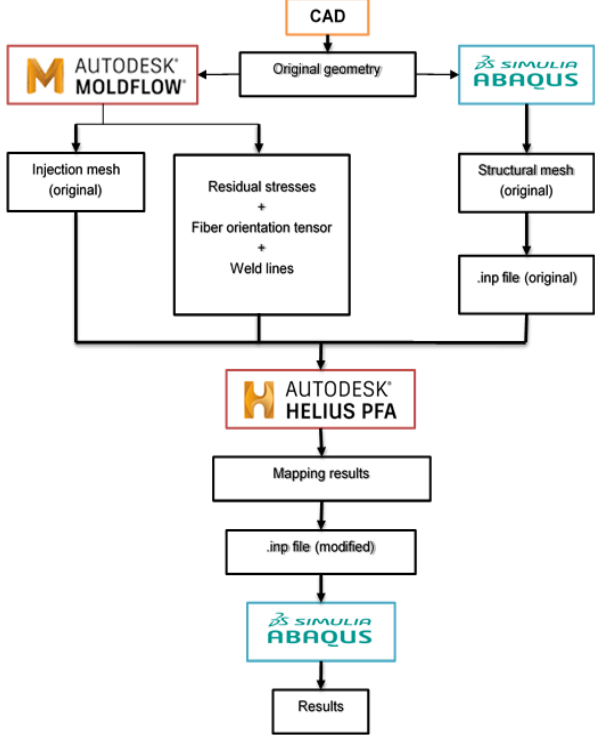 CAD
Original geometry
AUTODESK®
MOLDFLOW®
SIMULIA
ABAQUS
Injection mesh
(original)
Residual stresses
+
Fiber orientation tensor
+
Weld lines
Structural mesh
(original)
.inp file (original)
AUTODESK®
HELIUS PFA
Mapping results
.inp file (modified)
SIMULIA
ABAQUS
Results